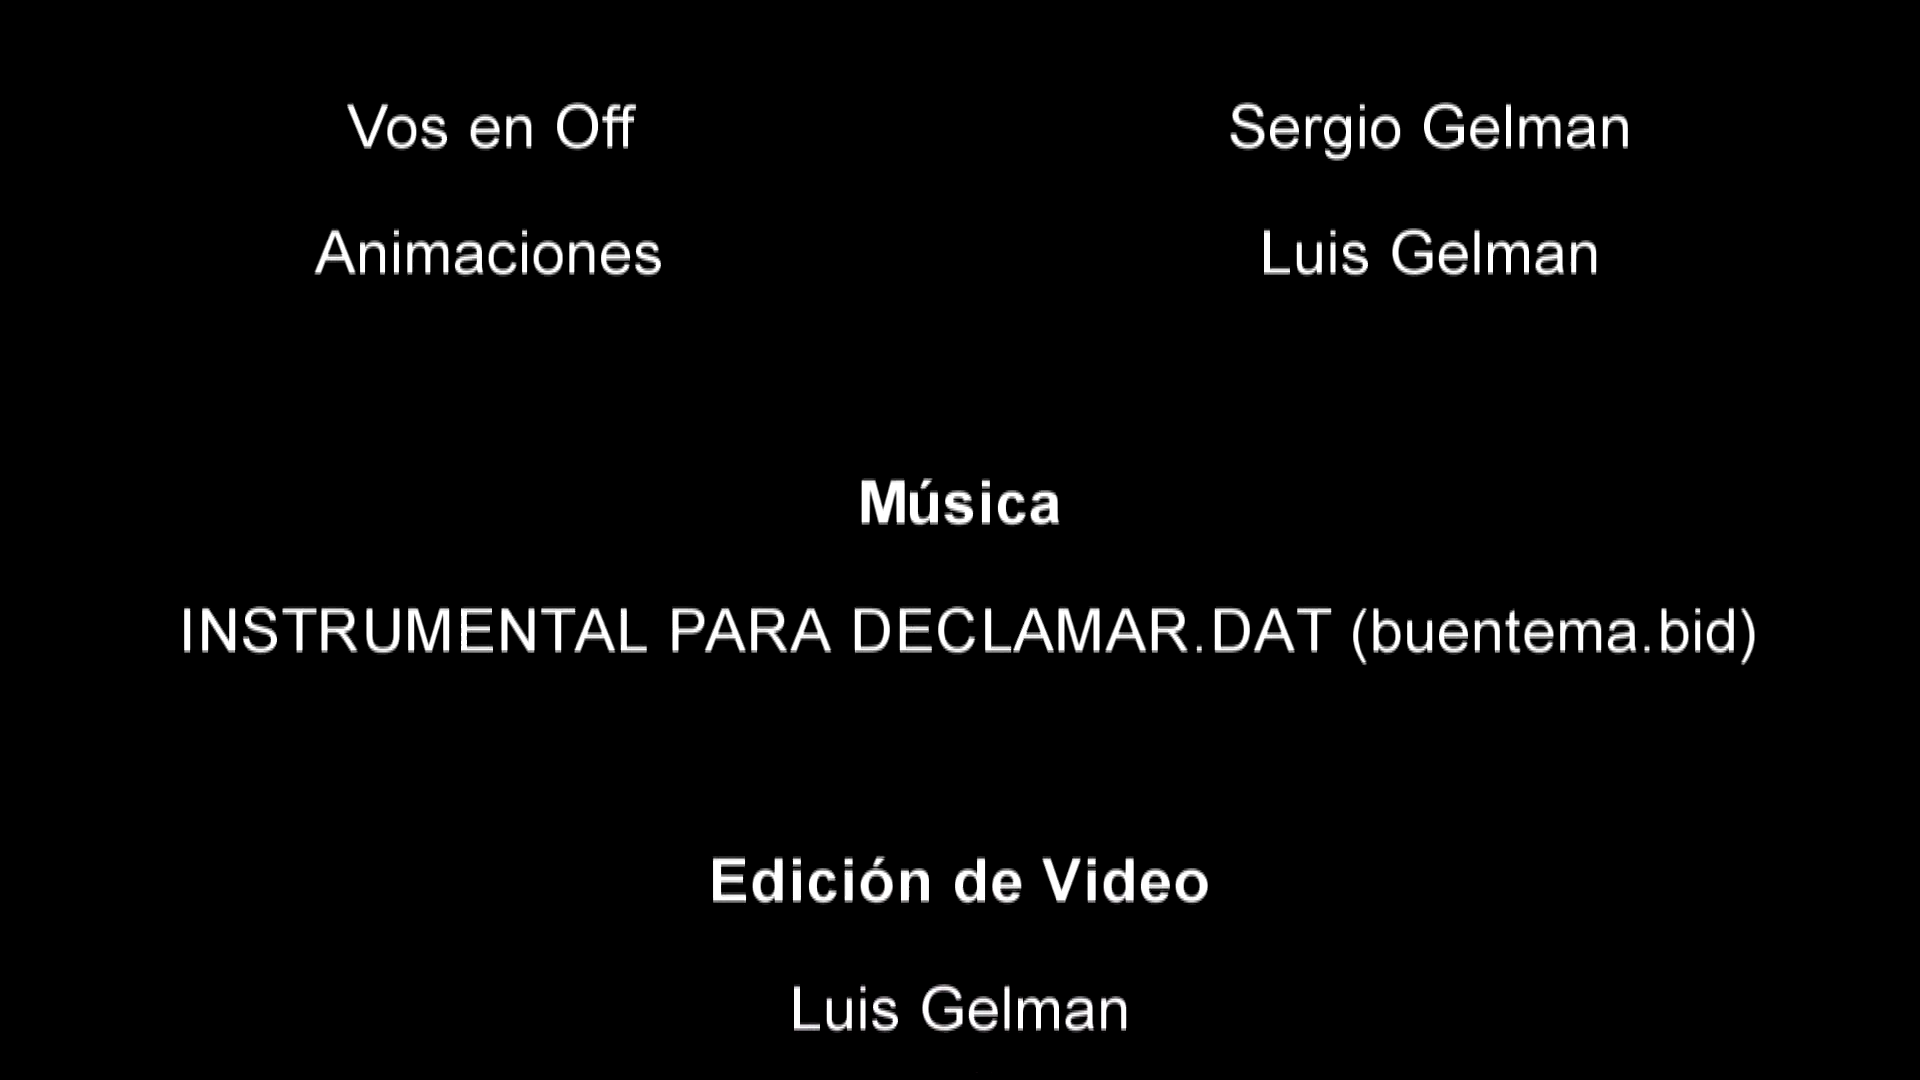 Vos en Off Sergio Gelman
Animaciones Luis Gelman
Música
INSTRUMENTAL PARA DECLAMAR.DAT (buentema.bid)
Edición de Video
Luis Gelman